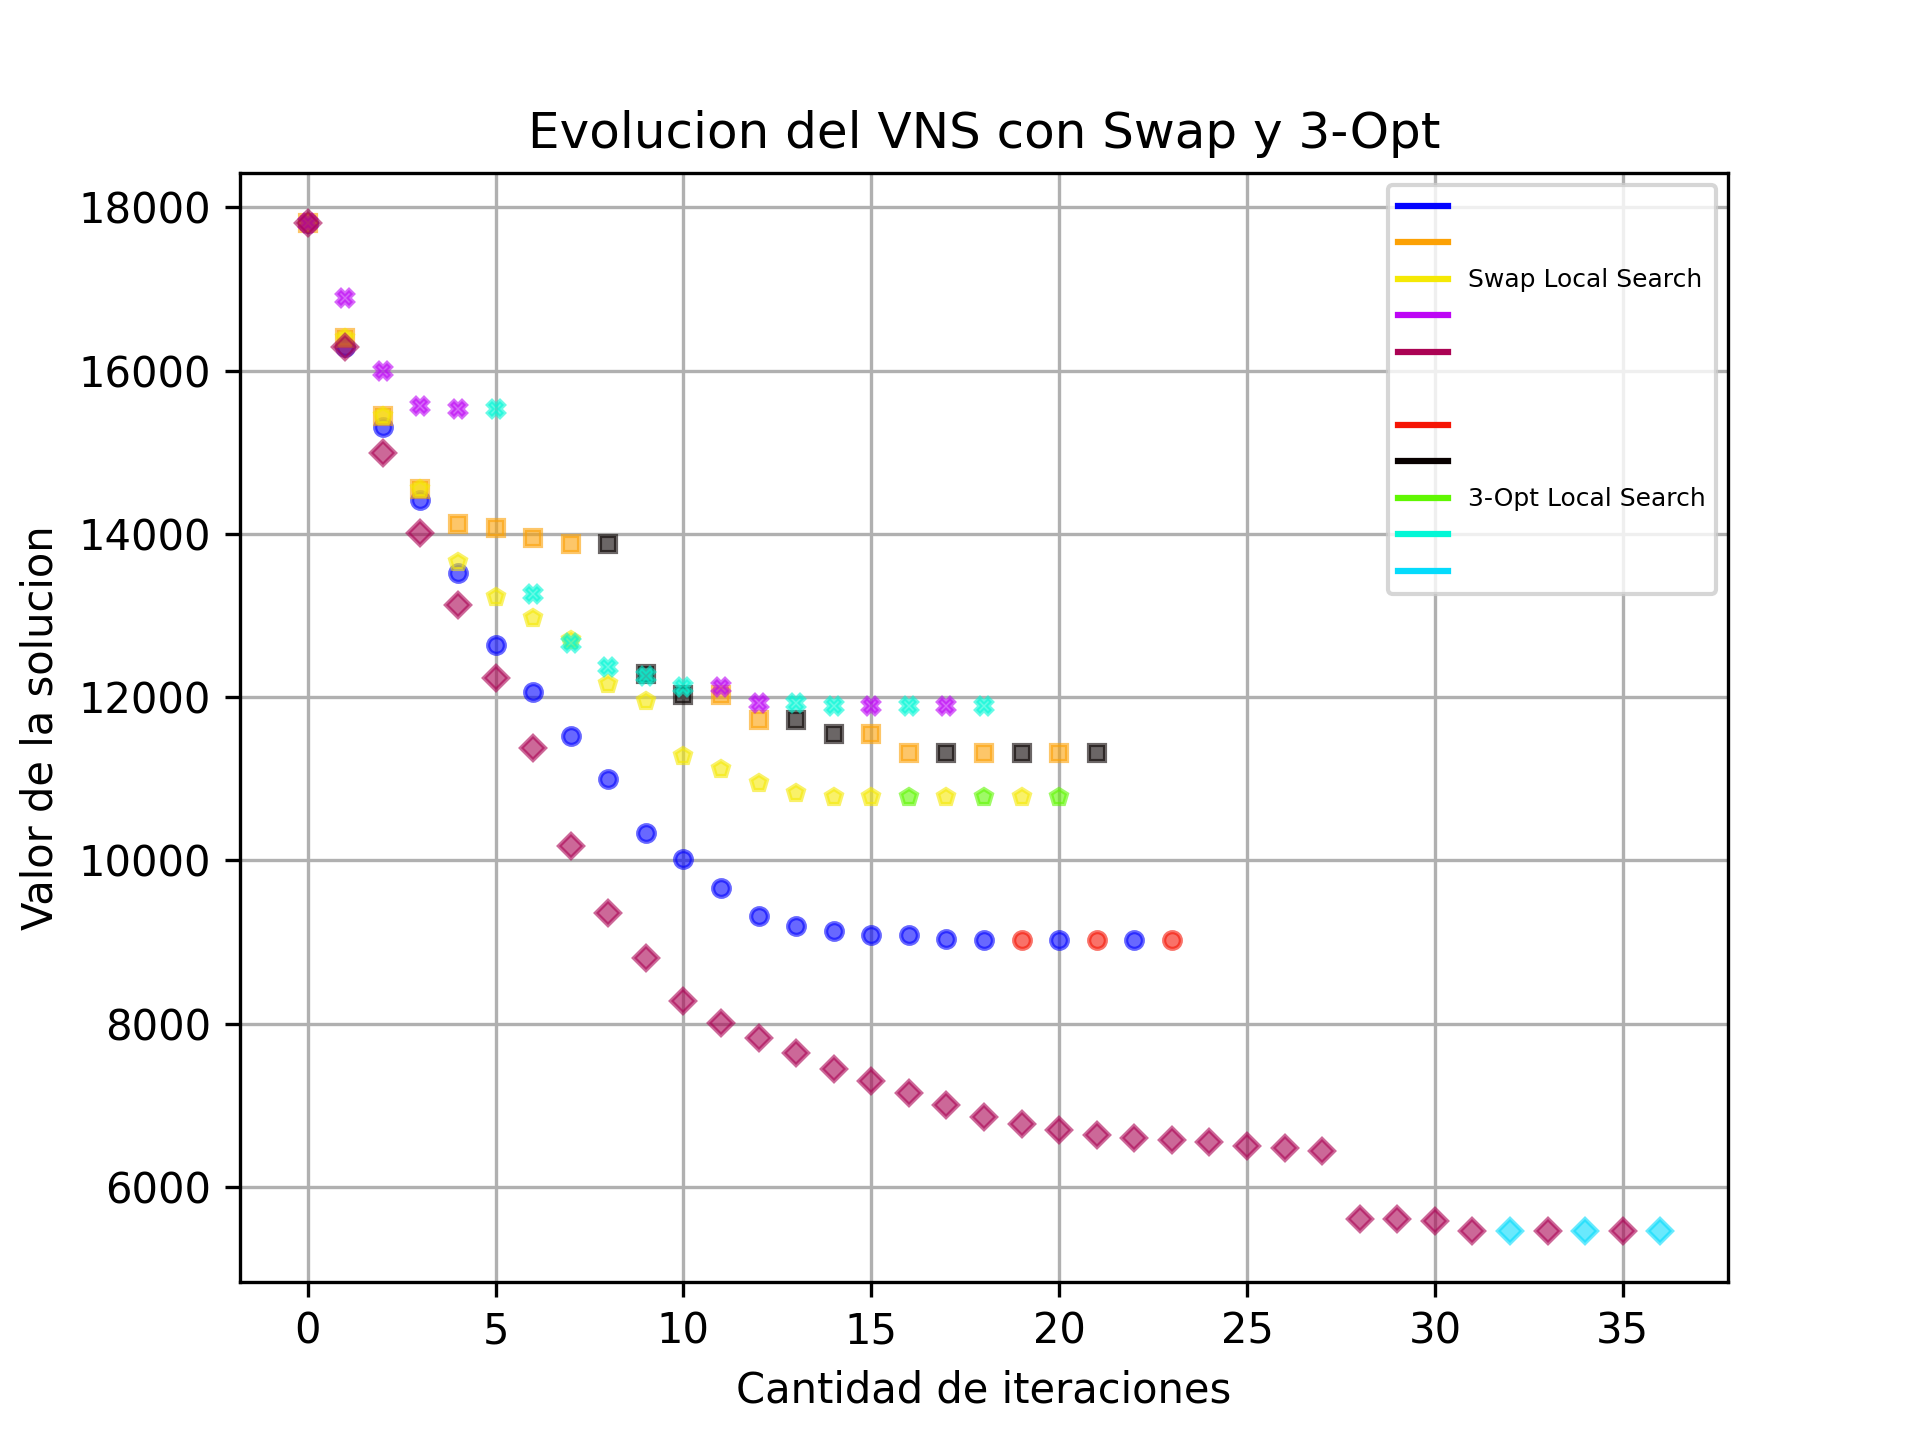 Evolucion del VNS con Swap y 3-Opt
18000
16000
14000
12000
10000
8000
6000
Valor de la solucion
Swap Local Search
3-Opt Local Search
0 5 10 15 20 25 30 35
Cantidad de iteraciones